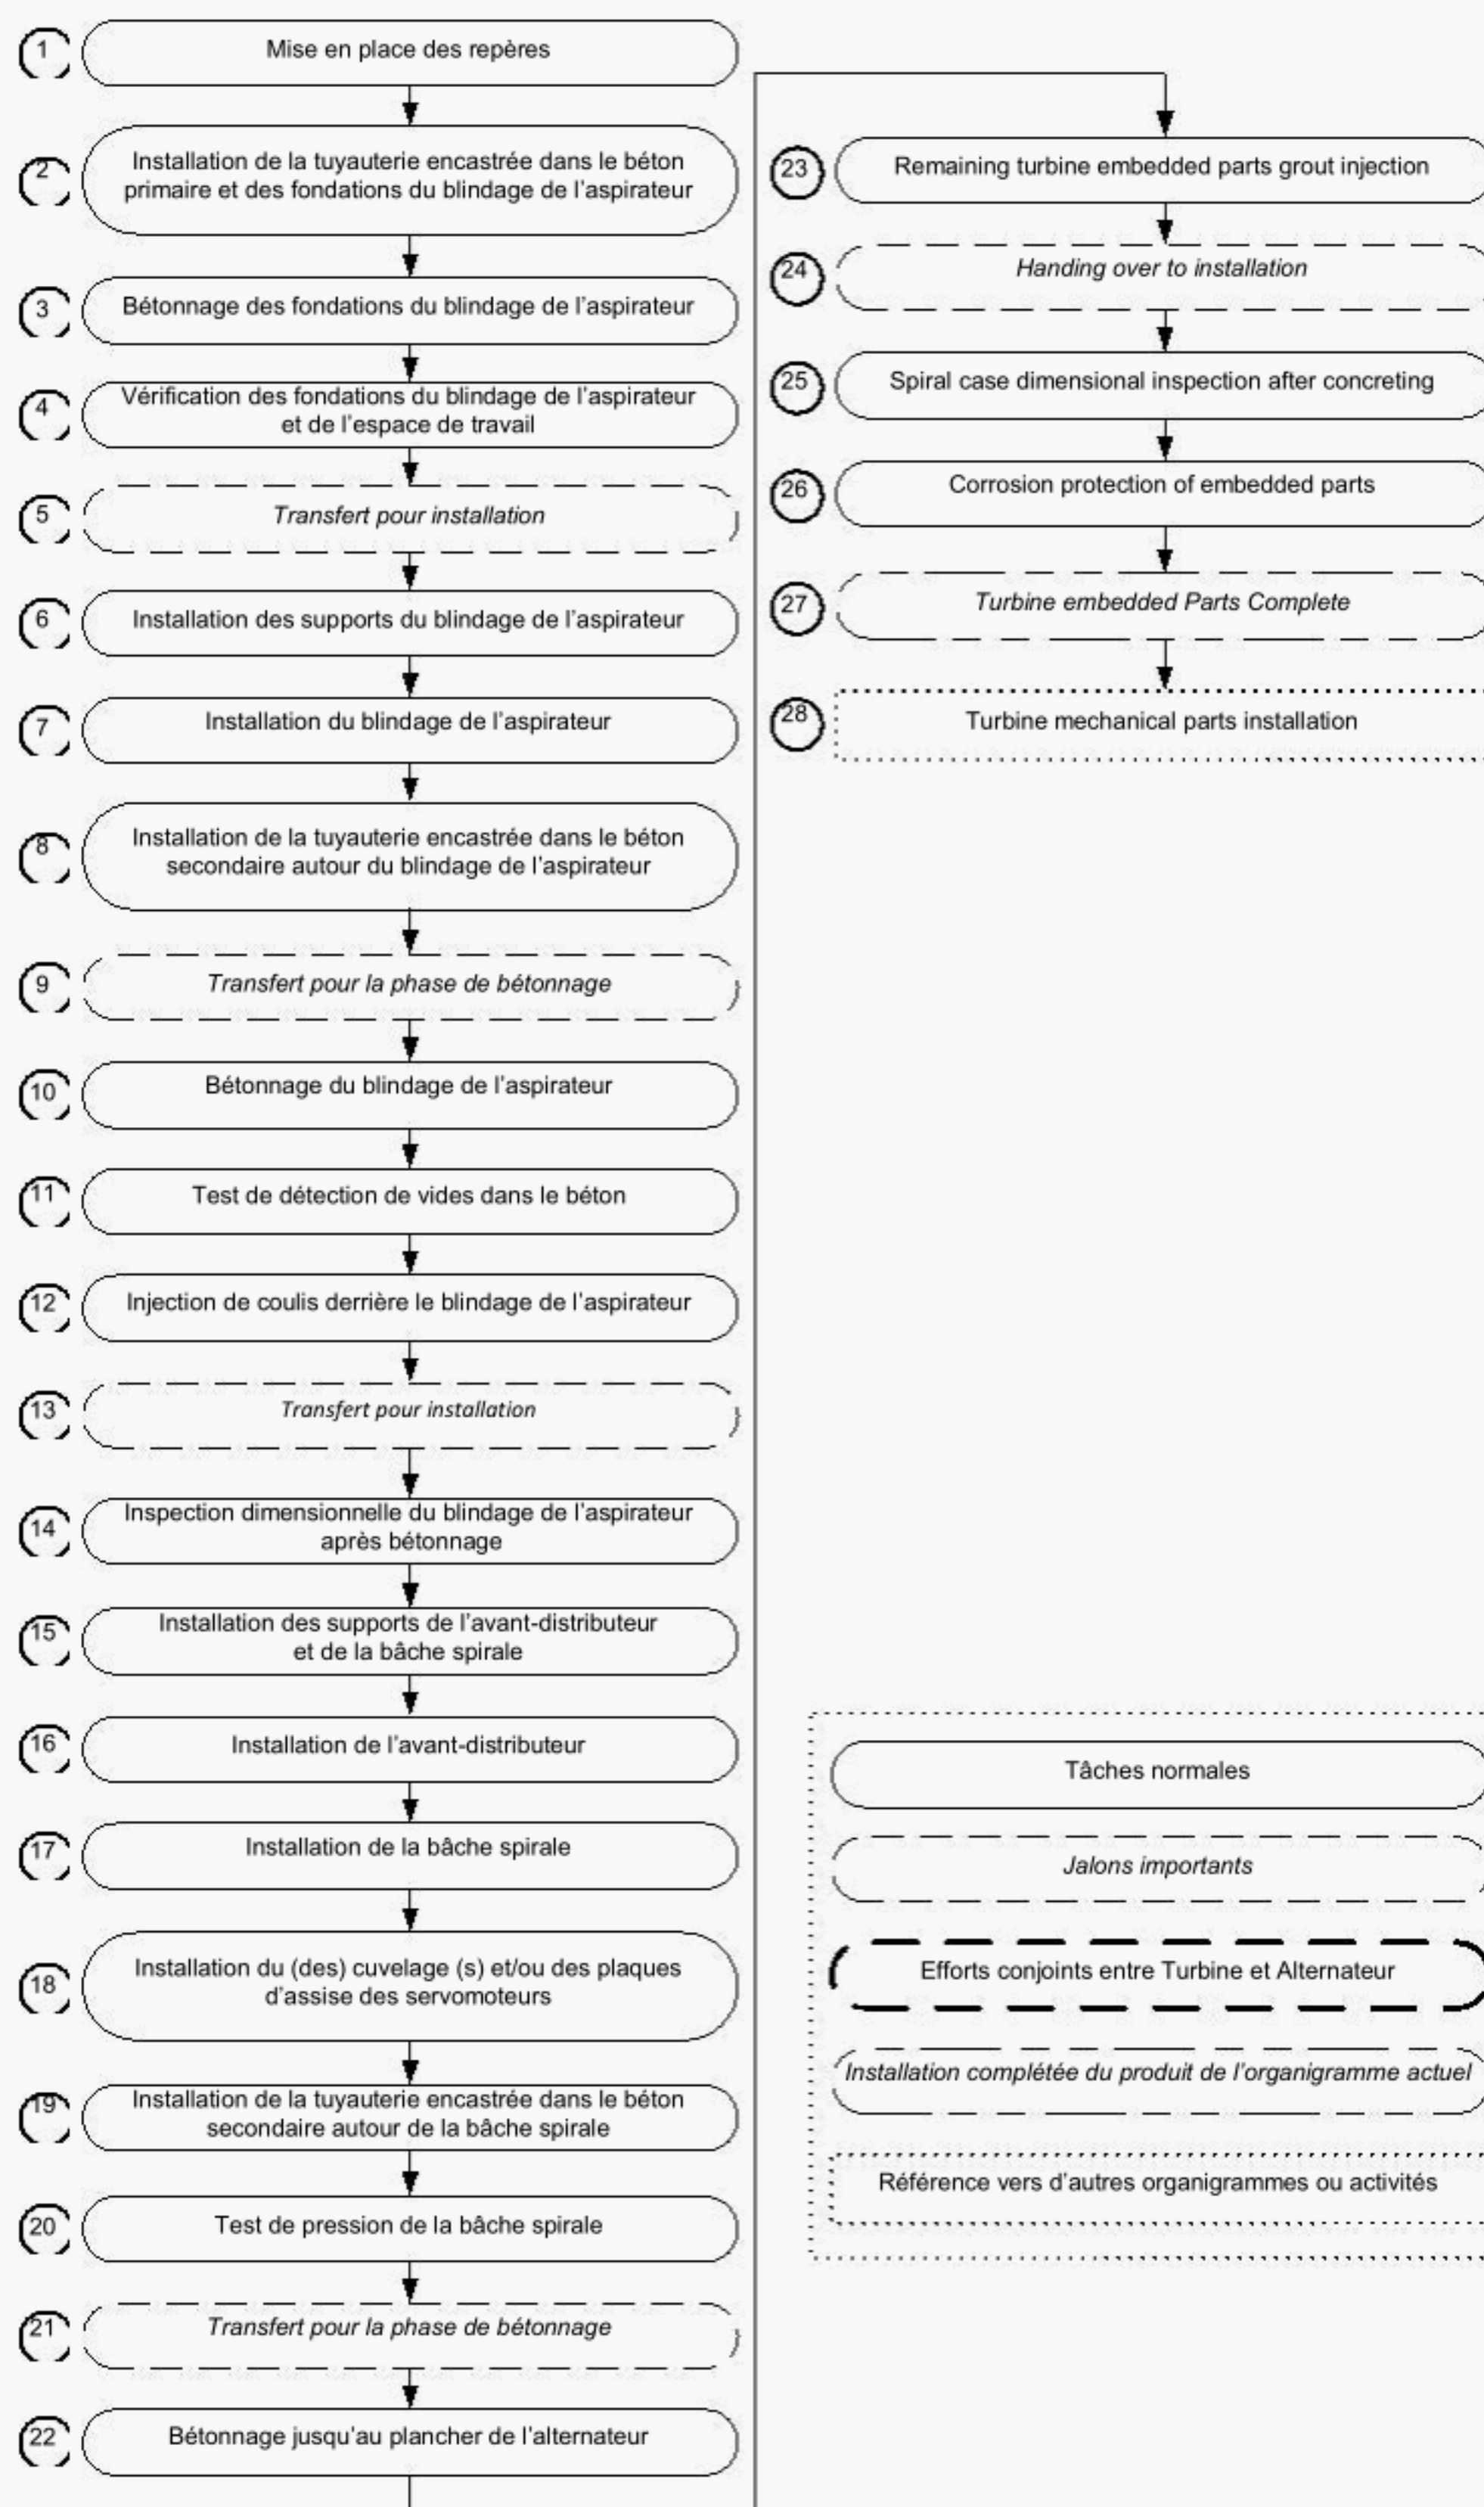 1
Mise en place des repères
2
Installation de la tuyauterie encastrée dans le béton
primaire et des fondations du blindage de l'aspirateur
3
Bétonnage des fondations du blindage de l'aspirateur
4
Vérification des fondations du blindage de l'aspirateur
et de l'espace de travail
5
Transfert pour installation
6
Installation des supports du blindage de l'aspirateur
7
Installation du blindage de l'aspirateur
8
Installation de la tuyauterie encastrée dans le béton
secondaire autour du blindage de l'aspirateur
9
Transfert pour la phase de bétonnage
10
Bétonnage du blindage de l'aspirateur
11
Test de détection de vides dans le béton
12
Injection de coulis derrière le blindage de l'aspirateur
13
Transfert pour installation
14
Inspection dimensionnelle du blindage de l'aspirateur
après bétonnage
15
Installation des supports de l'avant-distributeur
et de la bâche spirale
16
Installation de l'avant-distributeur
17
Installation de la bâche spirale
18
Installation du (des) cuvelage (s) et/ou des plaques
d'assise des servomoteurs
19
Installation de la tuyauterie encastrée dans le béton
secondaire autour de la bâche spirale
20
Test de pression de la bâche spirale
21
Transfert pour la phase de bétonnage
22
Bétonnage jusqu'au plancher de l'alternateur
23
Remaining turbine embedded parts grout injection
24
Handing over to installation
25
Spiral case dimensional inspection after concreting
26
Corrosion protection of embedded parts
27
Turbine embedded Parts Complete
28
Turbine mechanical parts installation
Tâches normales
Jalons importants
Efforts conjoints entre Turbine et Alternateur
Installation complétée du produit de l'organigramme actuel
Référence vers d'autres organigrammes ou activités